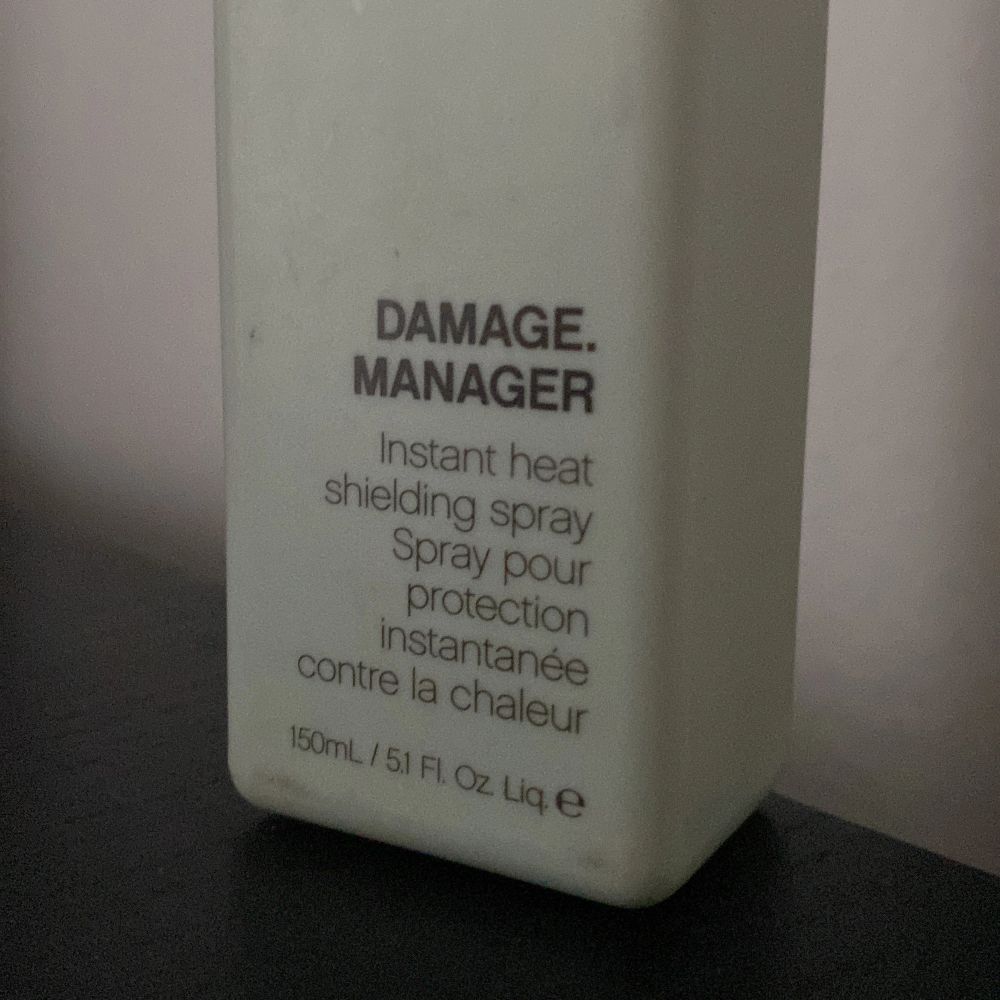 DAMAGE.
MANAGER
Instant heat
shielding spray
Spray pour
protection
instantanée
contre la chaleur
150mL / 5.1 Fl. Oz. Liq. ℮